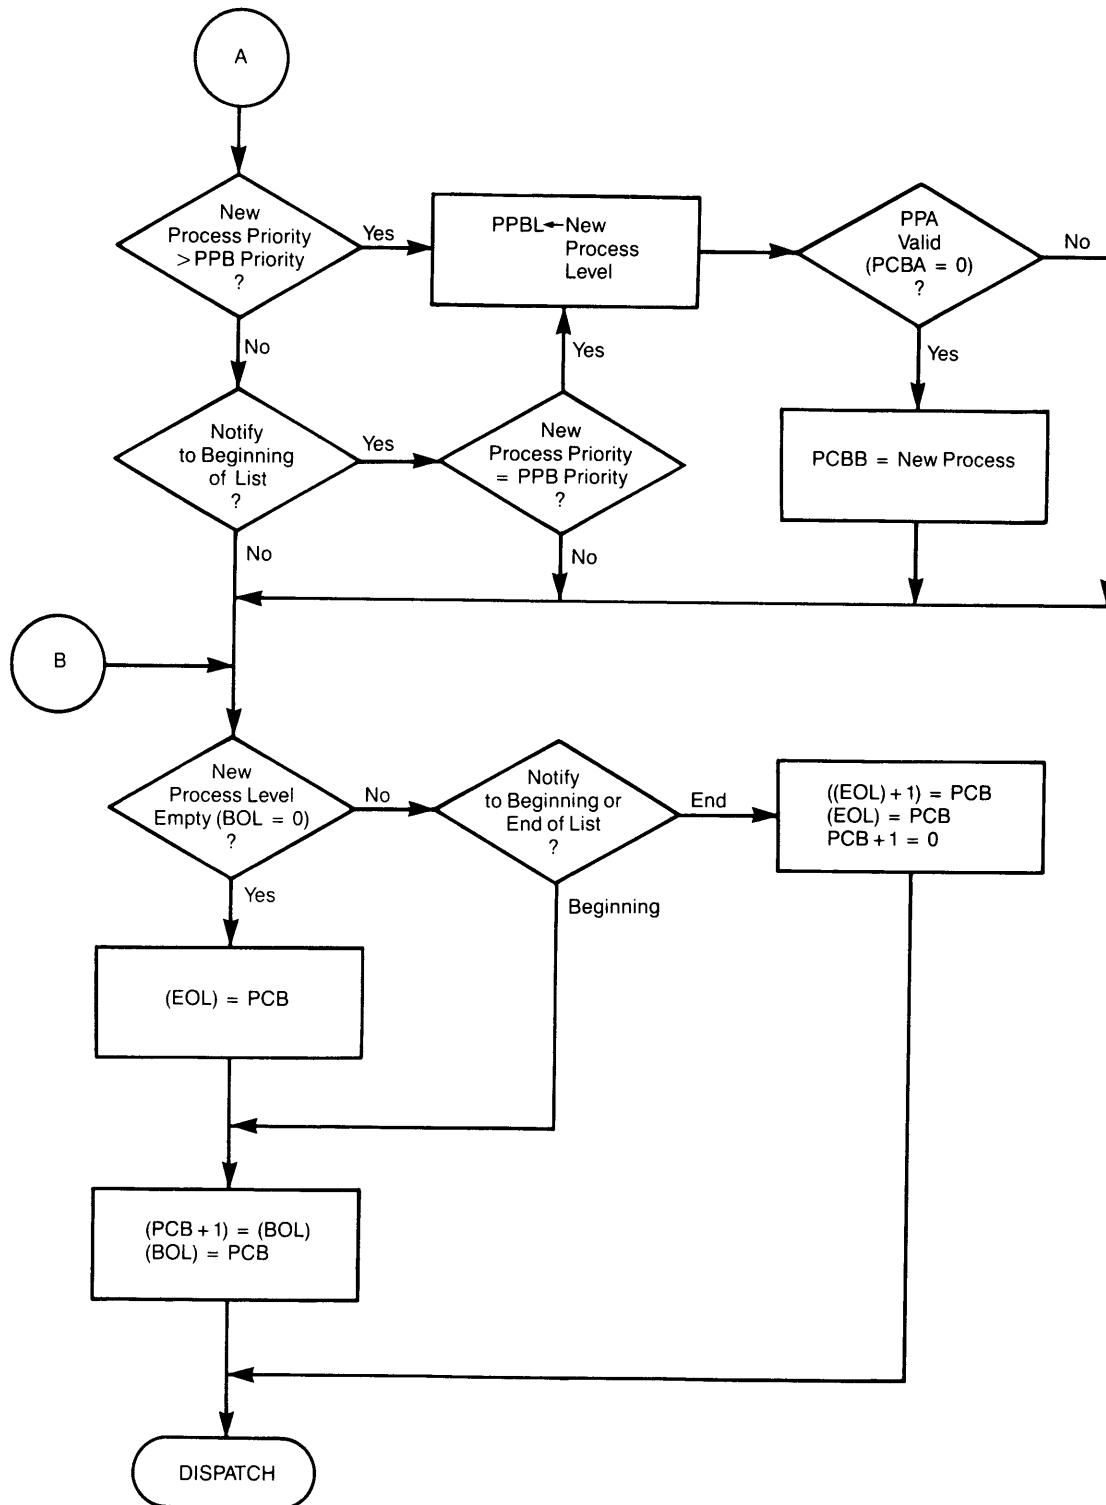 A
New
Process Priority
>PPB Priority
?
Yes
PPBL←New
Process
Level
PPA
Valid
(PCBA = 0)
?
No
No
Yes
Yes
Notify
to Beginning
of List
?
Yes
New
Process Priority
= PPB Priority
?
PCBB = New Process
No
No
B
New
Process Level
Empty (BOL = 0)
?
No
Notify
to Beginning or
End of List
?
End
((EOL) + 1) = PCB
(EOL) = PCB
PCB + 1 = 0
Yes
Beginning
(EOL) = PCB
(PCB + 1) = (BOL)
(BOL) = PCB
DISPATCH